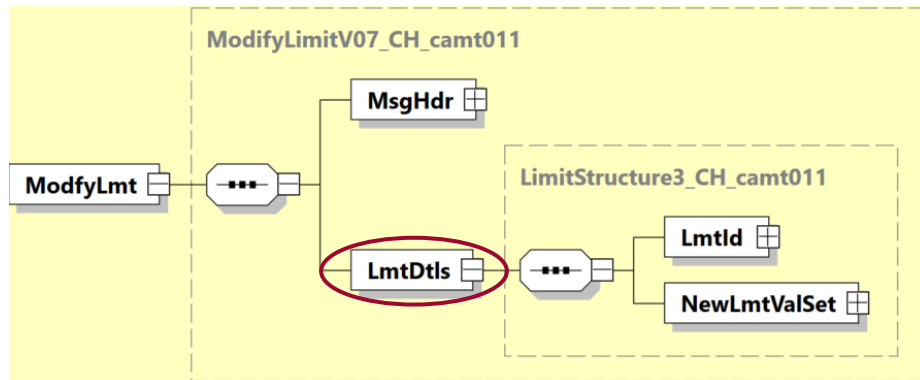 ModifyLimitV07_CH_camt011
MsgHdr
ModfyLmt
LimitStructure3_CH_camt011
LmtId
LmtDtls
NewLmtValSet